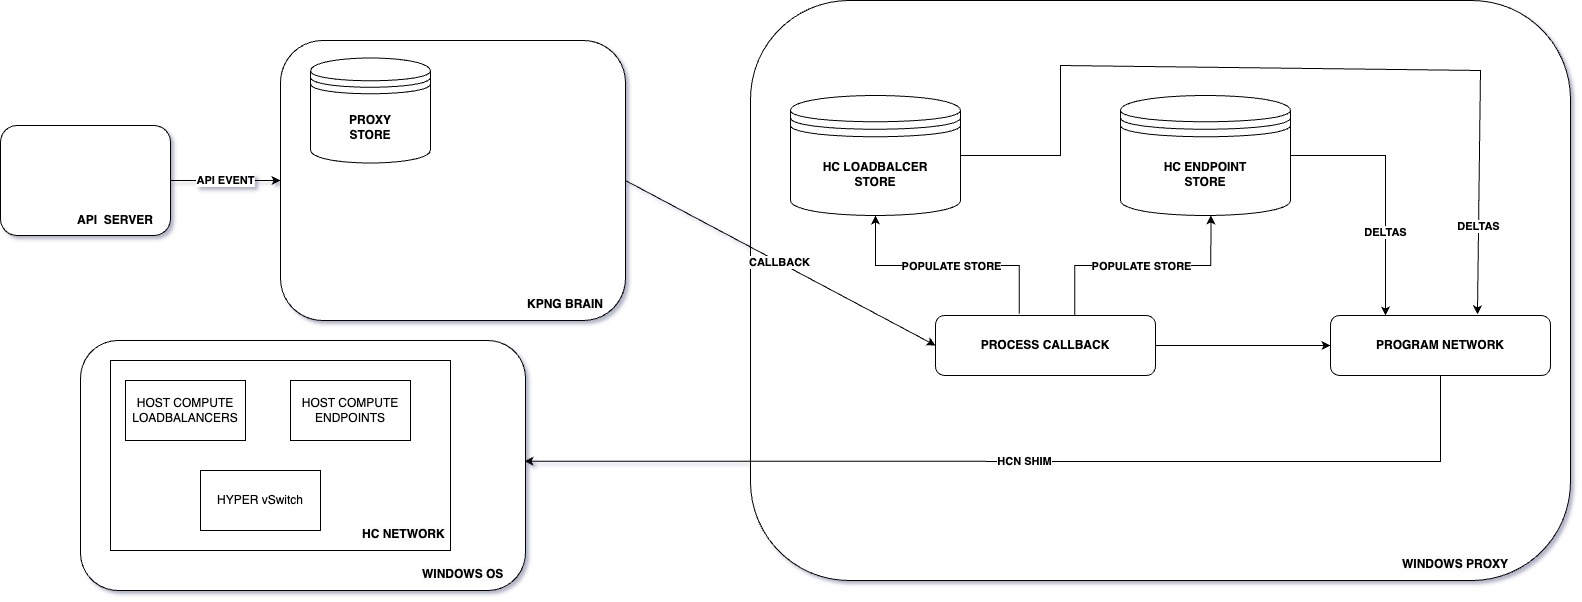 PROXY
STORE
API EVENT
API SERVER
KPNG BRAIN
CALLBACK
HC LOADBALCER
STORE
HC ENDPOINT
STORE
DELTAS
DELTAS
POPULATE STORE
POPULATE STORE
PROCESS CALLBACK
PROGRAM NETWORK
HCN SHIM
WINDOWS PROXY
HOST COMPUTE
LOADBALANCERS
HOST COMPUTE
ENDPOINTS
HYPER vSwitch
HC NETWORK
WINDOWS OS